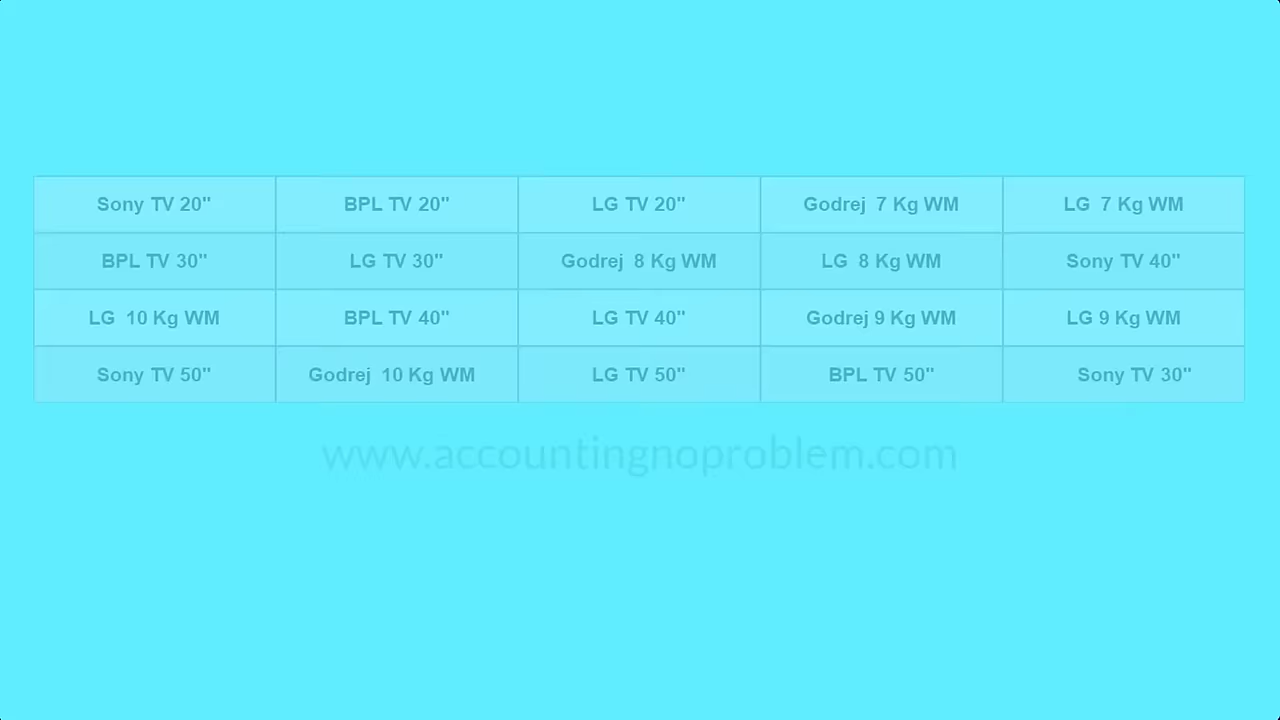 Sony TV 20" BPL TV 20" LG TV 20" Godrej 7 Kg WM LG 7 Kg WM
BPL TV 30" LG TV 30" Godrej 8 Kg WM LG 8 Kg WM Sony TV 40"
LG 10 Kg WM BPL TV 40" LG TV 40" Godrej 9 Kg WM LG 9 Kg WM
Sony TV 50" Godrej 10 Kg WM LG TV 50" BPL TV 50" Sony TV 30"
www.accountingnoproblem.com